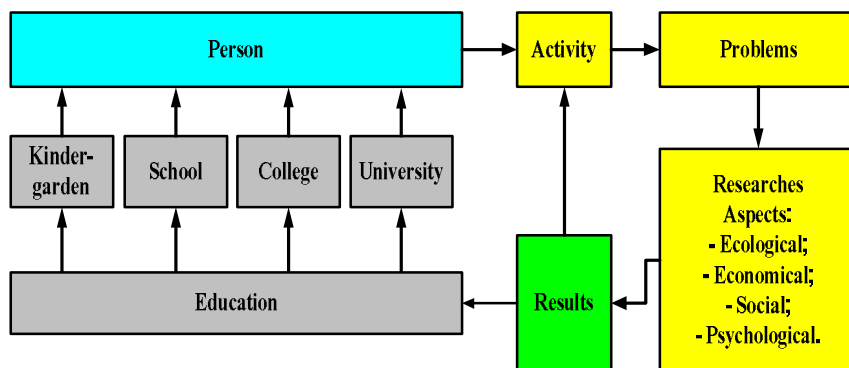 Person
Activity
Problems
Kinder-
garden
School
College
University
Researches
Aspects:
- Ecological;
- Economical;
- Social;
- Psychological.
Education
Results